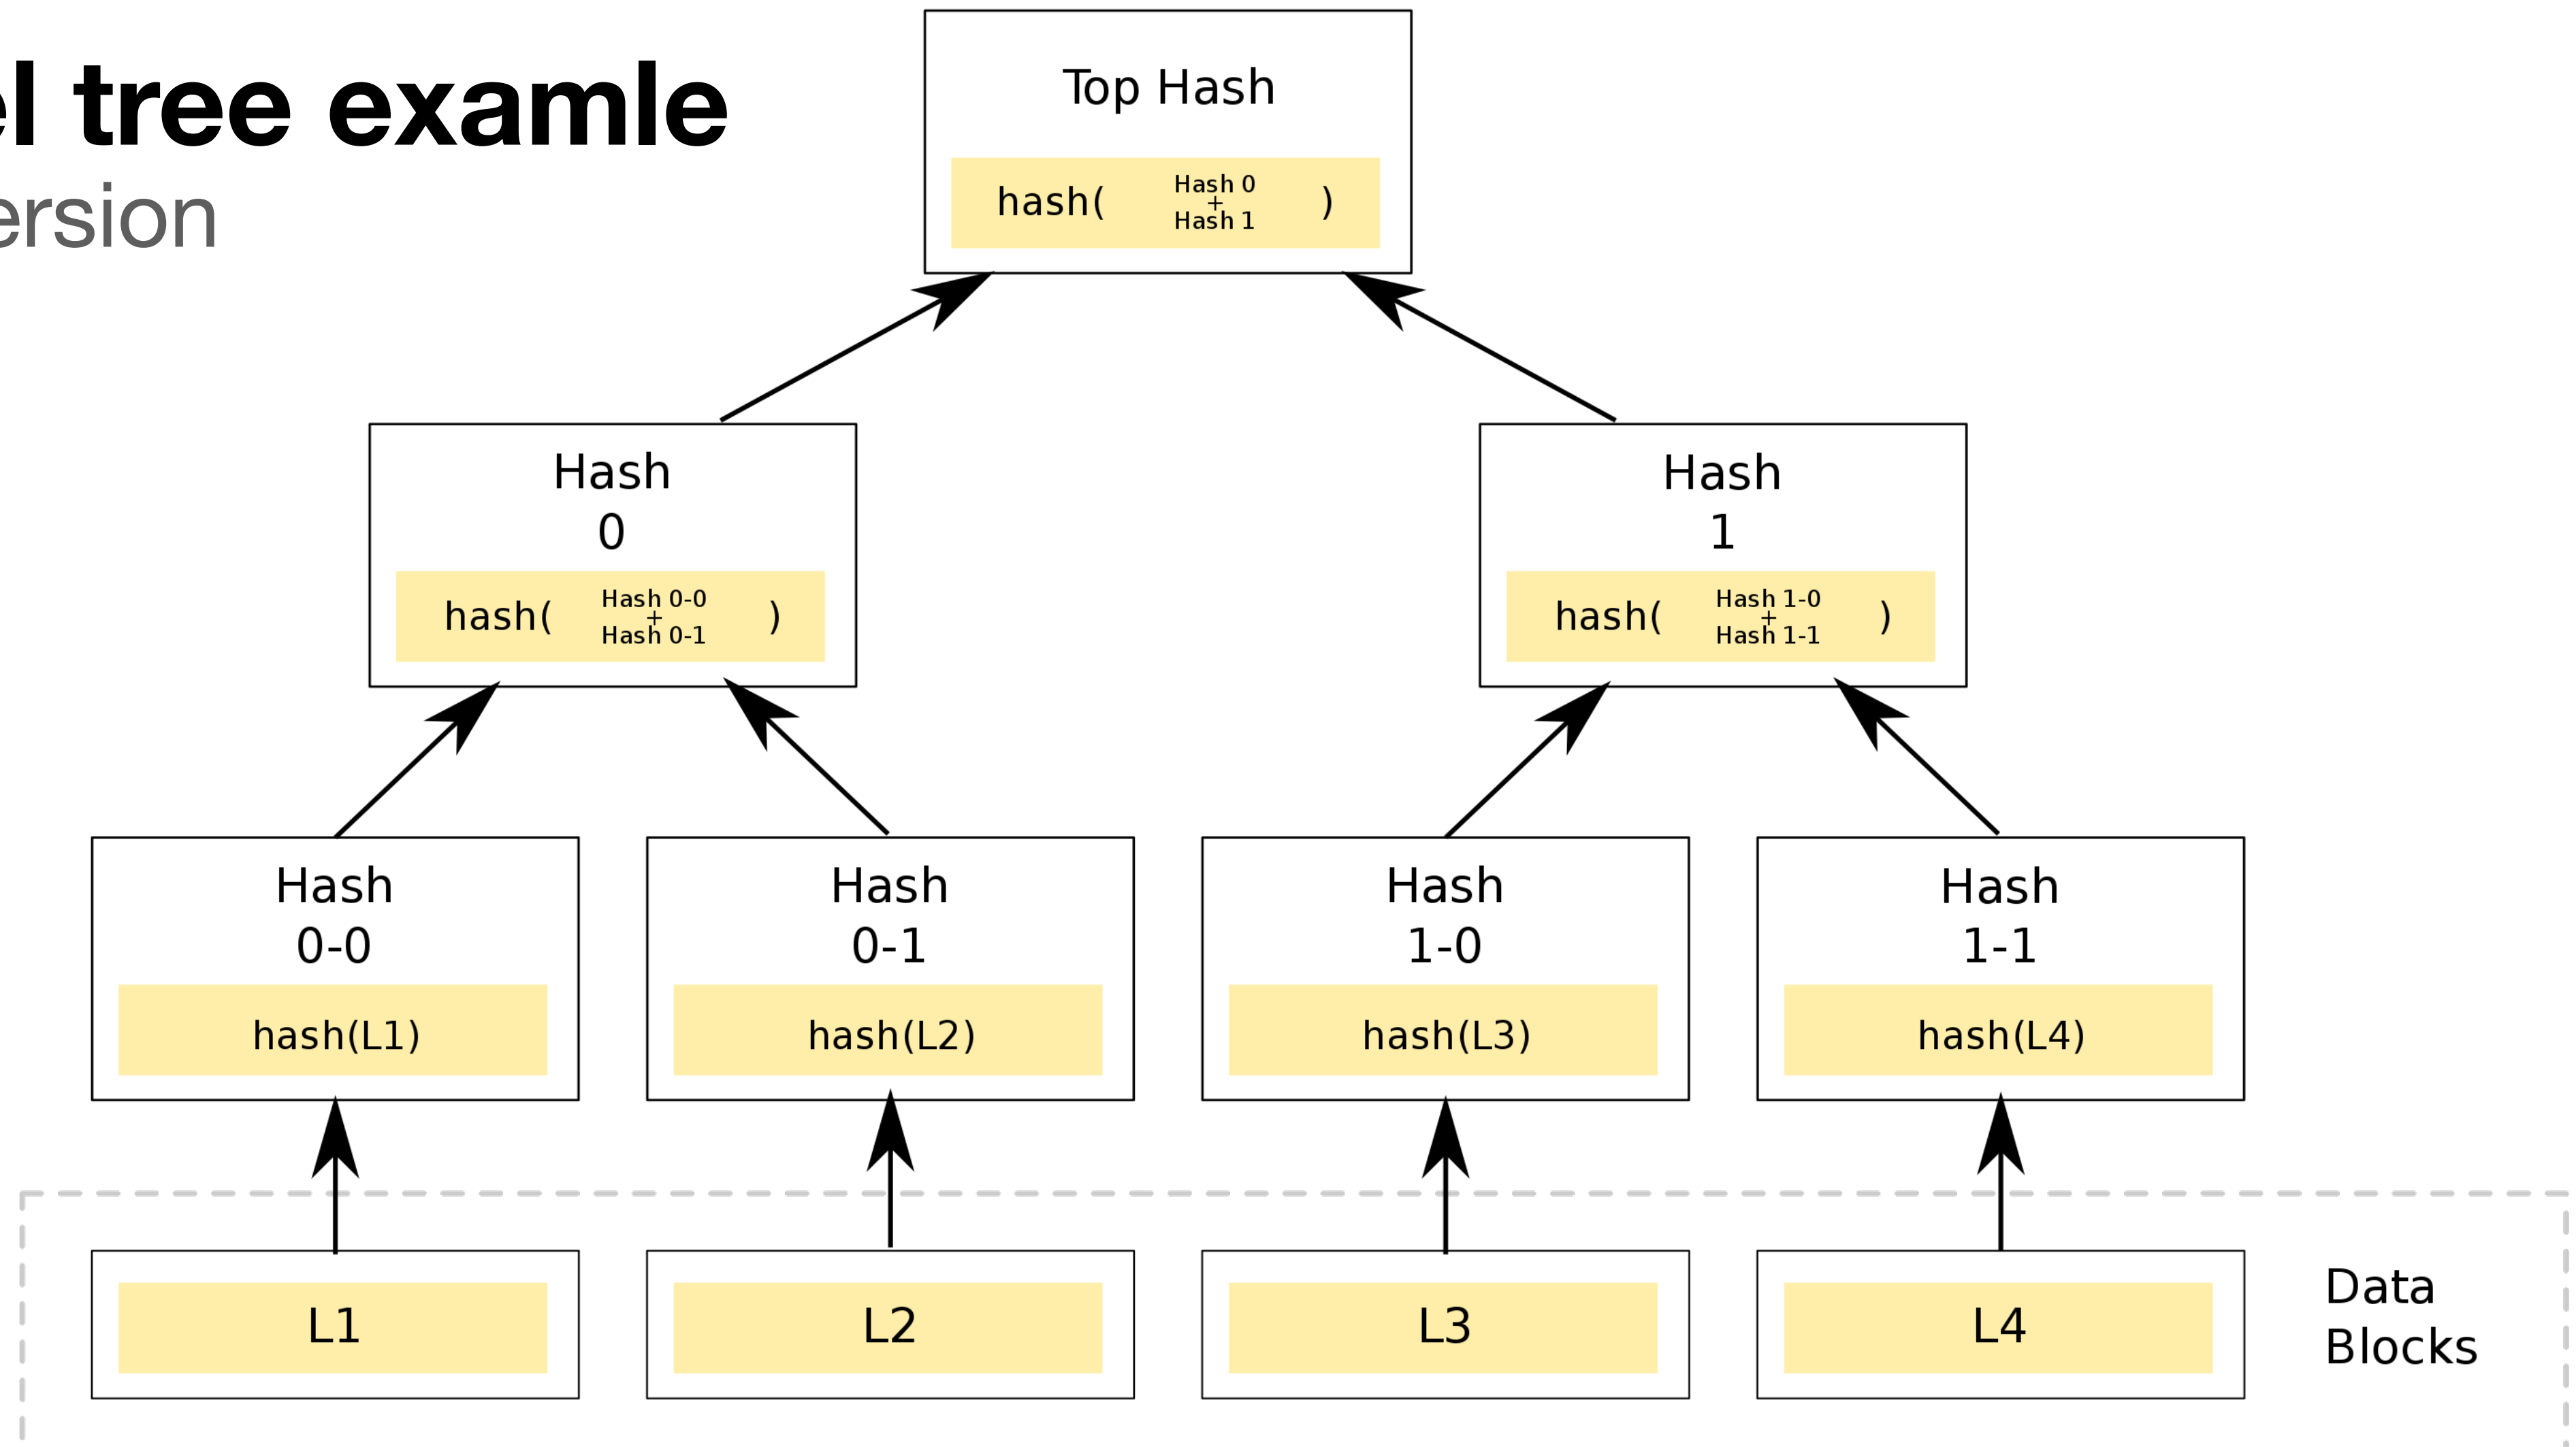 el tree examle
ersion
Top Hash
hash( Hash 0 + Hash 1 )
Hash
0
hash( Hash 0-0 + Hash 0-1 )
Hash
1
hash( Hash 1-0 + Hash 1-1 )
Hash
0-0
hash(L1)
Hash
0-1
hash(L2)
Hash
1-0
hash(L3)
Hash
1-1
hash(L4)
L1
L2
L3
L4
Data
Blocks